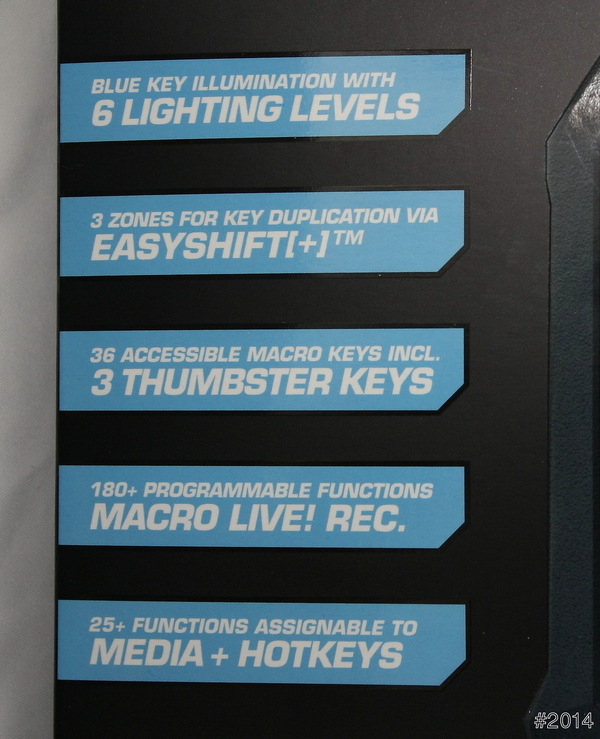 BLUE KEY ILLUMINATION WITH
6 LIGHTING LEVELS
3 ZONES FOR KEY DUPLICATION VIA
EASYSHIFT[+]™
36 ACCESSIBLE MACRO KEYS INCL.
3 THUMBSTER KEYS
180+ PROGRAMMABLE FUNCTIONS
MACRO LIVE! REC.
25+ FUNCTIONS ASSIGNABLE TO
MEDIA + HOTKEYS
#2014